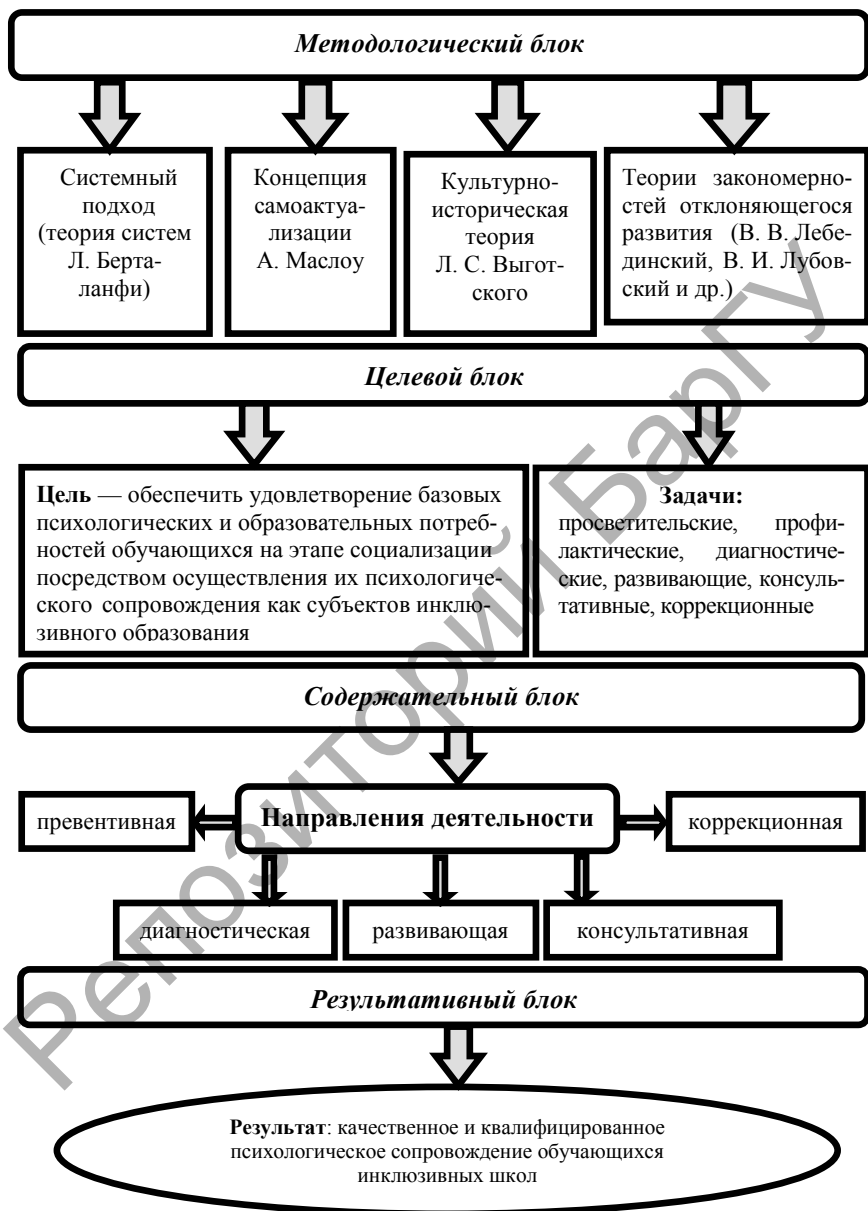 Методологический блок
Системный
подход
(теория систем
Л. Берта-
ланфи)
Концепция
самоактуа-
лизации
А. Маслоу
Культурно-
историческая
теория
Л. С. Выгот-
ского
Теории закономерно-
стей отклоняющегося
развития (В. В. Лебе-
динский, В. И. Лубов-
ский и др.)
Целевой блок
Цель — обеспечить удовлетворение базовых
психологических и образовательных потреб-
ностей обучающихся на этапе социализации
посредством осуществления их психологиче-
ского сопровождения как субъектов инклю-
зивного образования
Задачи:
просветительские, профи-
лактические, диагностиче-
ские, развивающие, консуль-
тативные, коррекционные
Содержательный блок
Направления деятельности
превентивная
коррекционная
диагностическая
развивающая
консультативная
Результативный блок
Результат: качественное и квалифицированное
психологическое сопровождение обучающихся
инклюзивных школ
Репозиторий БарГУ